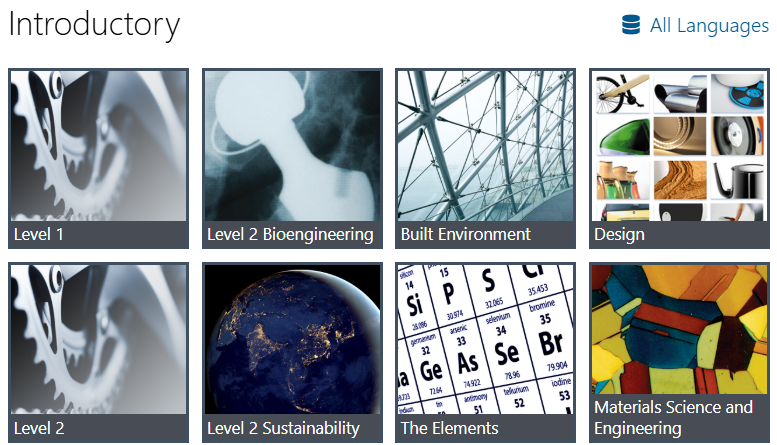 Introductory
All Languages
Level 1
Level 2 Bioengineering
Built Environment
Design
Level 2
Level 2 Sustainability
silicon
14
Si
28.086
15
P
30.974
S
32.065
35.453
germanium
32
Ge
72.64
arsenic
33
As
74.922
selenium
34
Se
78.96
bromine
35
Br
79.904
antimony
51
tellurium
52
iodine
53
The Elements
Materials Science and
Engineering